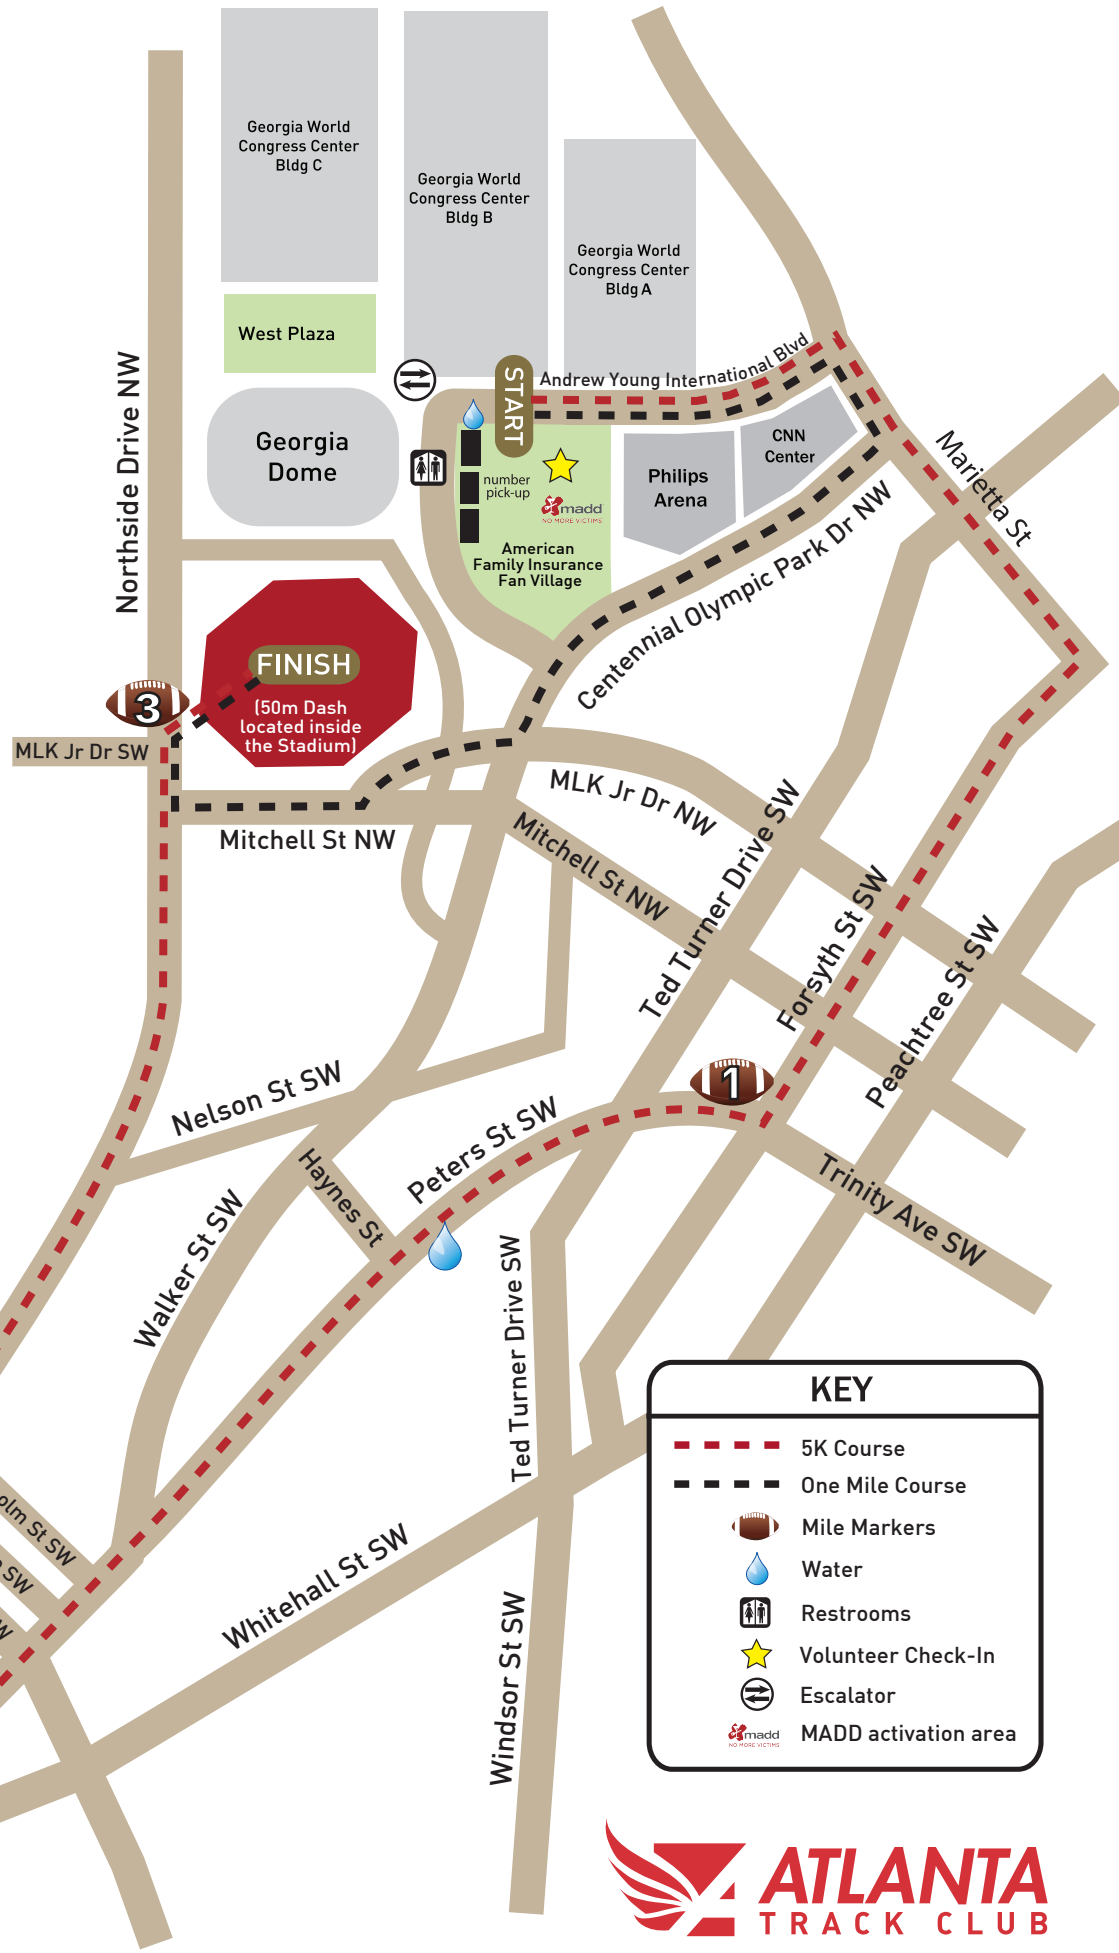 Georgia World
Congress Center
Bldg C
Georgia World
Congress Center
Bldg B
Georgia World
Congress Center
Bldg A
West Plaza
Andrew Young International Blvd
START
Northside Drive NW
Georgia
Dome
CNN
Center
Philips
Arena
number
pick-up
madd
NO MORE VICTIMS
American
Family Insurance
Fan Village
Marietta St
Centennial Olympic Park Dr NW
FINISH
(50m Dash
located inside
the Stadium)
3
MLK Jr Dr SW
MLK Jr Dr NW
Mitchell St NW
Mitchell St NW
Ted Turner Drive SW
Forsyth St SW
Peachtree St SW
1
Nelson St SW
Peters St SW
Haynes St
Trinity Ave SW
Walker St SW
Ted Turner Drive SW
olm St SW
SW
W
Whitehall St SW
Windsor St SW
KEY
5K Course
One Mile Course
Mile Markers
Water
Restrooms
Volunteer Check-In
Escalator
madd
NO MORE VICTIMS
MADD activation area
ATLANTA
TRACK CLUB